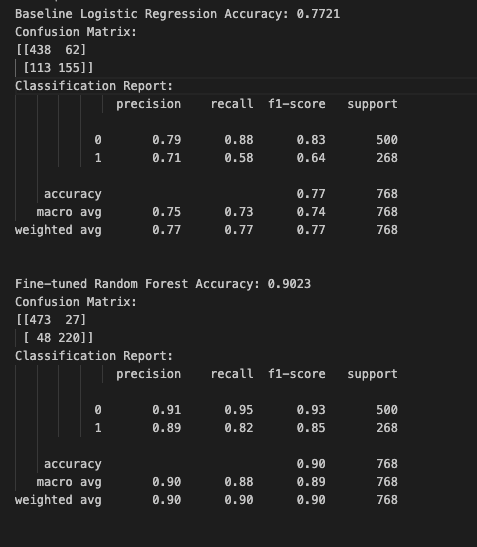 Baseline Logistic Regression Accuracy: 0.7721
Confusion Matrix:
[[438  62]
 [113 155]]
Classification Report:
              precision    recall  f1-score   support

           0       0.79      0.88      0.83       500
           1       0.71      0.58      0.64       268

    accuracy                           0.77       768
   macro avg       0.75      0.73      0.74       768
weighted avg       0.77      0.77      0.77       768

Fine-tuned Random Forest Accuracy: 0.9023
Confusion Matrix:
[[473  27]
 [ 48 220]]
Classification Report:
              precision    recall  f1-score   support

           0       0.91      0.95      0.93       500
           1       0.89      0.82      0.85       268

    accuracy                           0.90       768
   macro avg       0.90      0.88      0.89       768
weighted avg       0.90      0.90      0.90       768